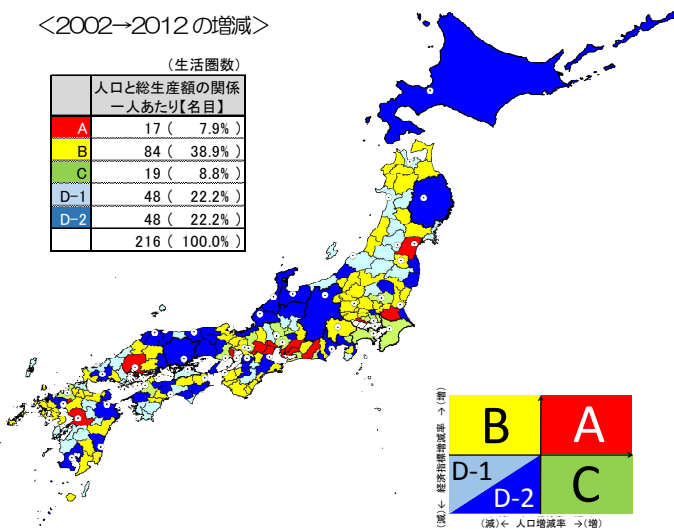 <2002→2012の増減>
(生活圏数)
人口と総生産額の関係
一人あたり【名目】
A 17 ( 7.9% )
B 84 ( 38.9% )
C 19 ( 8.8% )
D-1 48 ( 22.2% )
D-2 48 ( 22.2% )
216 ( 100.0% )
(減)← 経済指標増減率 →(増)
B A
D-1
D-2 C
(減)← 人口増減率 →(増)